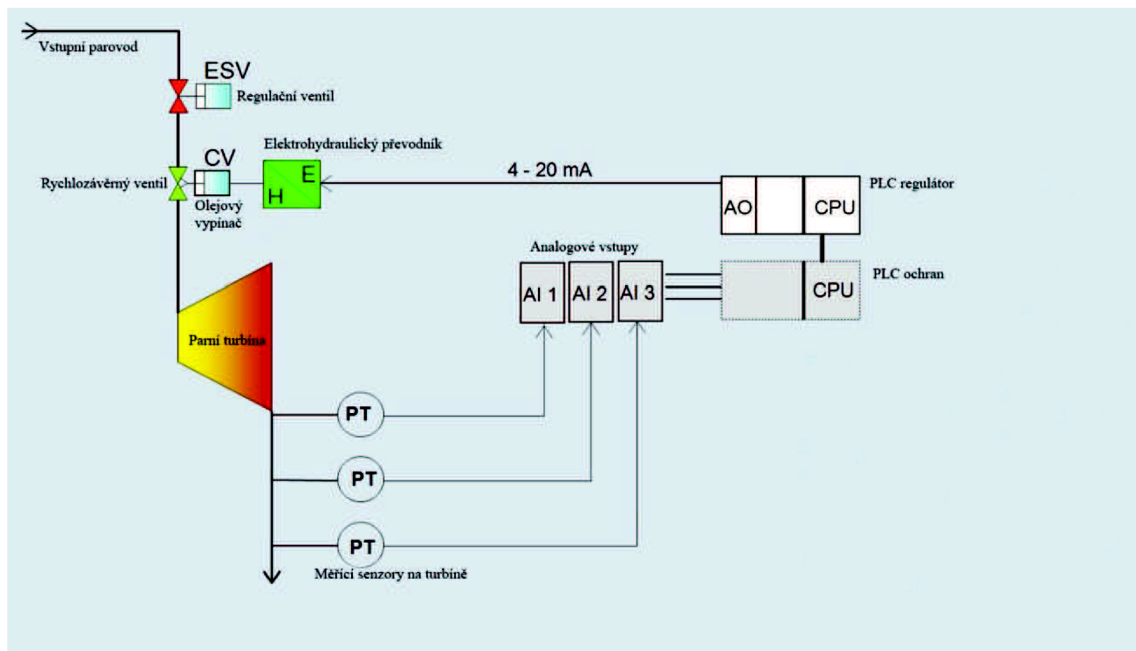 Vstupní parovod
ESV
Regulační ventil
Elektrohydraulický převodník
CV
Rychlozávěrný ventil
E
H
Olejový
vypínač
4 - 20 mA
AO
CPU
PLC regulátor
Analogové vstupy
AI 1
AI 2
AI 3
CPU
PLC ochran
Parní turbína
PT
PT
PT
Měřící senzory na turbíně